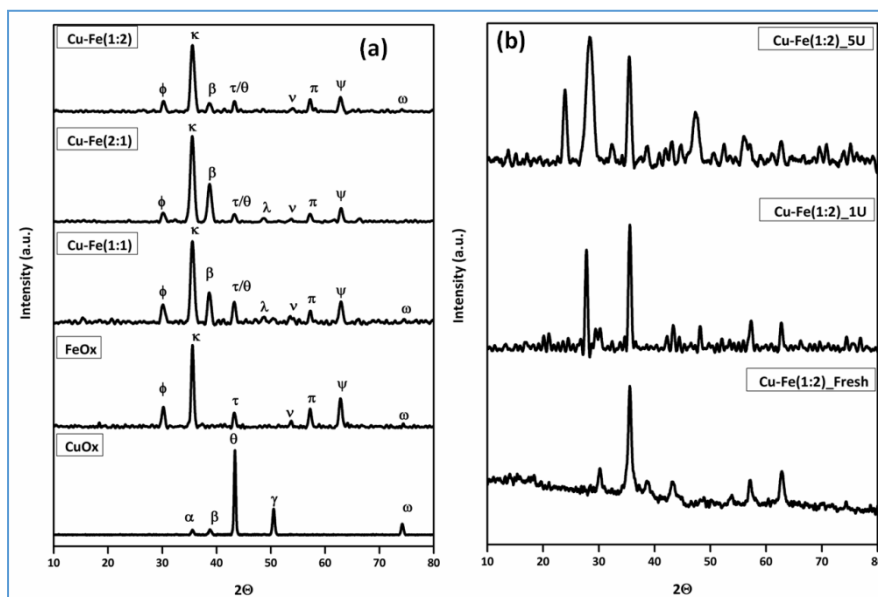 (a)
Cu-Fe(1:2)
κ
ϕ
β
τ/θ
ν
π
ψ
ω
Cu-Fe(2:1)
κ
β
ϕ
τ/θ
λ
ν
π
ψ
Cu-Fe(1:1)
κ
β
ϕ
τ/θ
λ
ν
π
ψ
ω
FeOx
κ
ϕ
τ
ν
π
ψ
ω
CuOx
θ
α
β
γ
ω
Intensity (a.u.)
10 20 30 40 50 60 70 80
2Θ
(b)
Cu-Fe(1:2)_5U
Cu-Fe(1:2)_1U
Cu-Fe(1:2)_Fresh
Intensity (a.u.)
10 20 30 40 50 60 70 80
2Θ